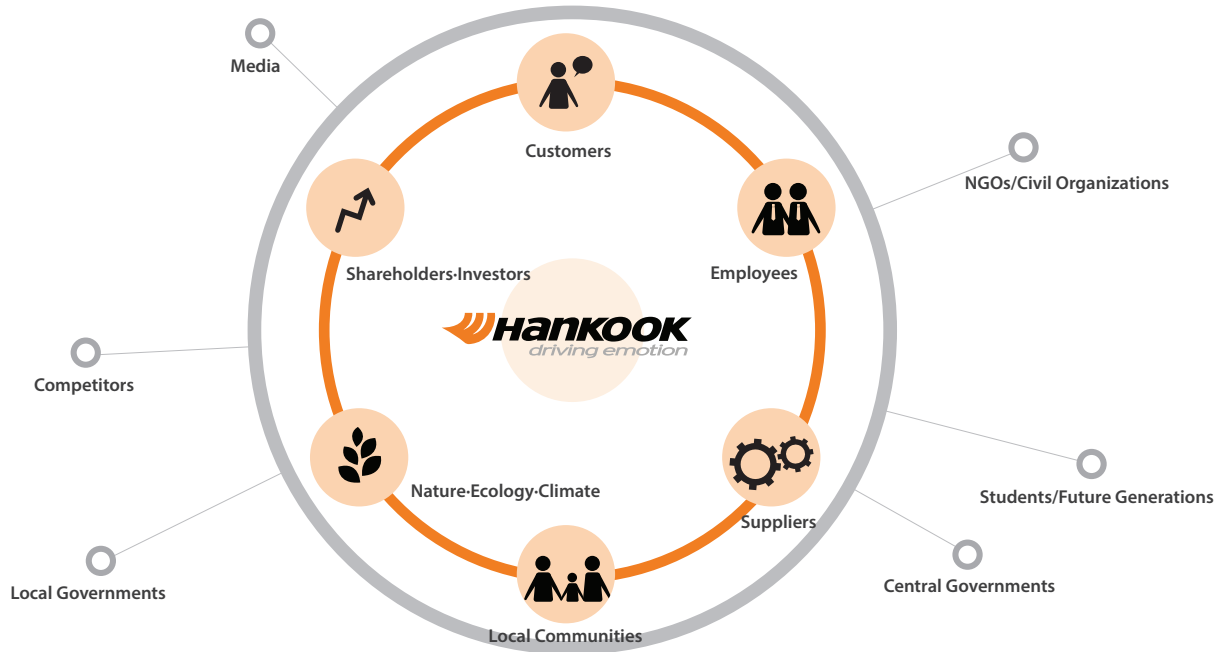 Media
Customers
NGOs/Civil Organizations
Shareholders·Investors
Employees
HANKOOK
driving emotion
Competitors
Nature·Ecology·Climate
Students/Future Generations
Suppliers
Local Governments
Central Governments
Local Communities